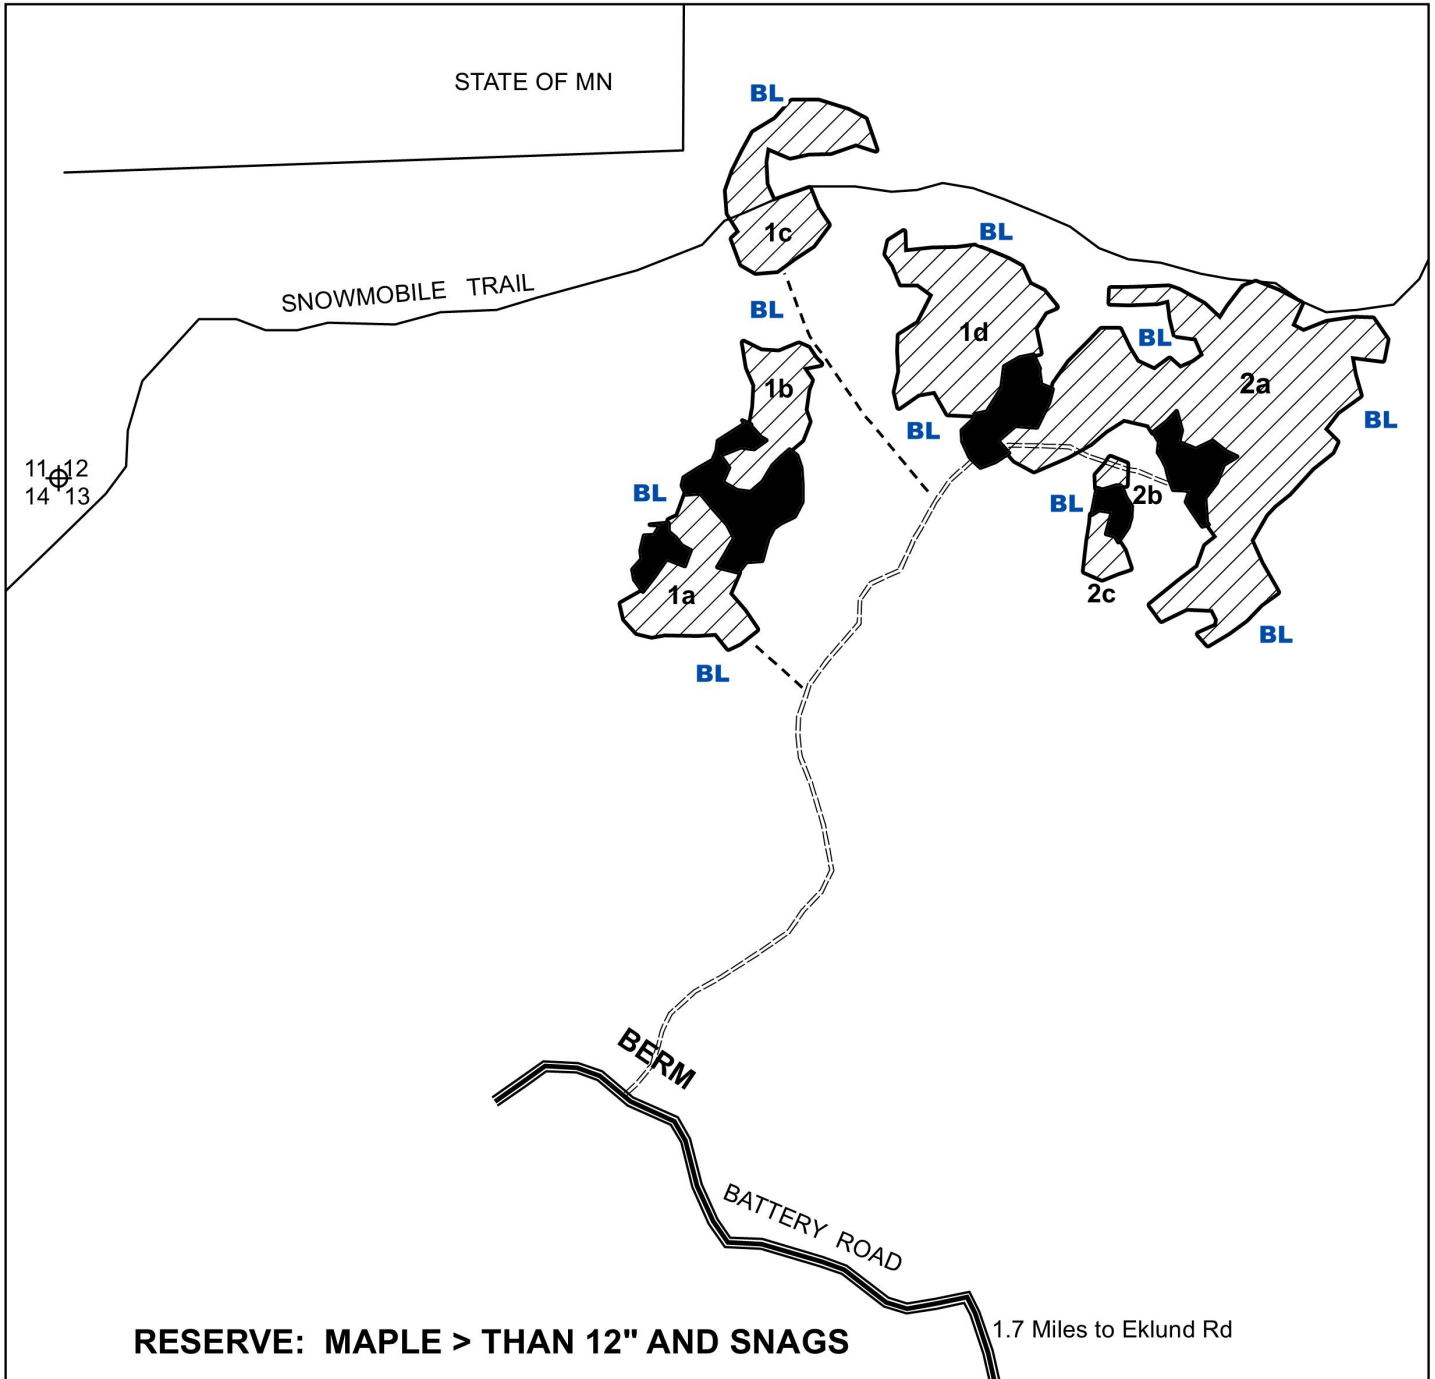 STATE OF MN
BL
1c
BL
SNOWMOBILE TRAIL
BL
1d
BL
1b
2a
BL
BL
11 12
14 13
BL
BL
2b
1a
2c
BL
BL
BERM
BATTERY ROAD
1.7 Miles to Eklund Rd
RESERVE: MAPLE > THAN 12" AND SNAGS